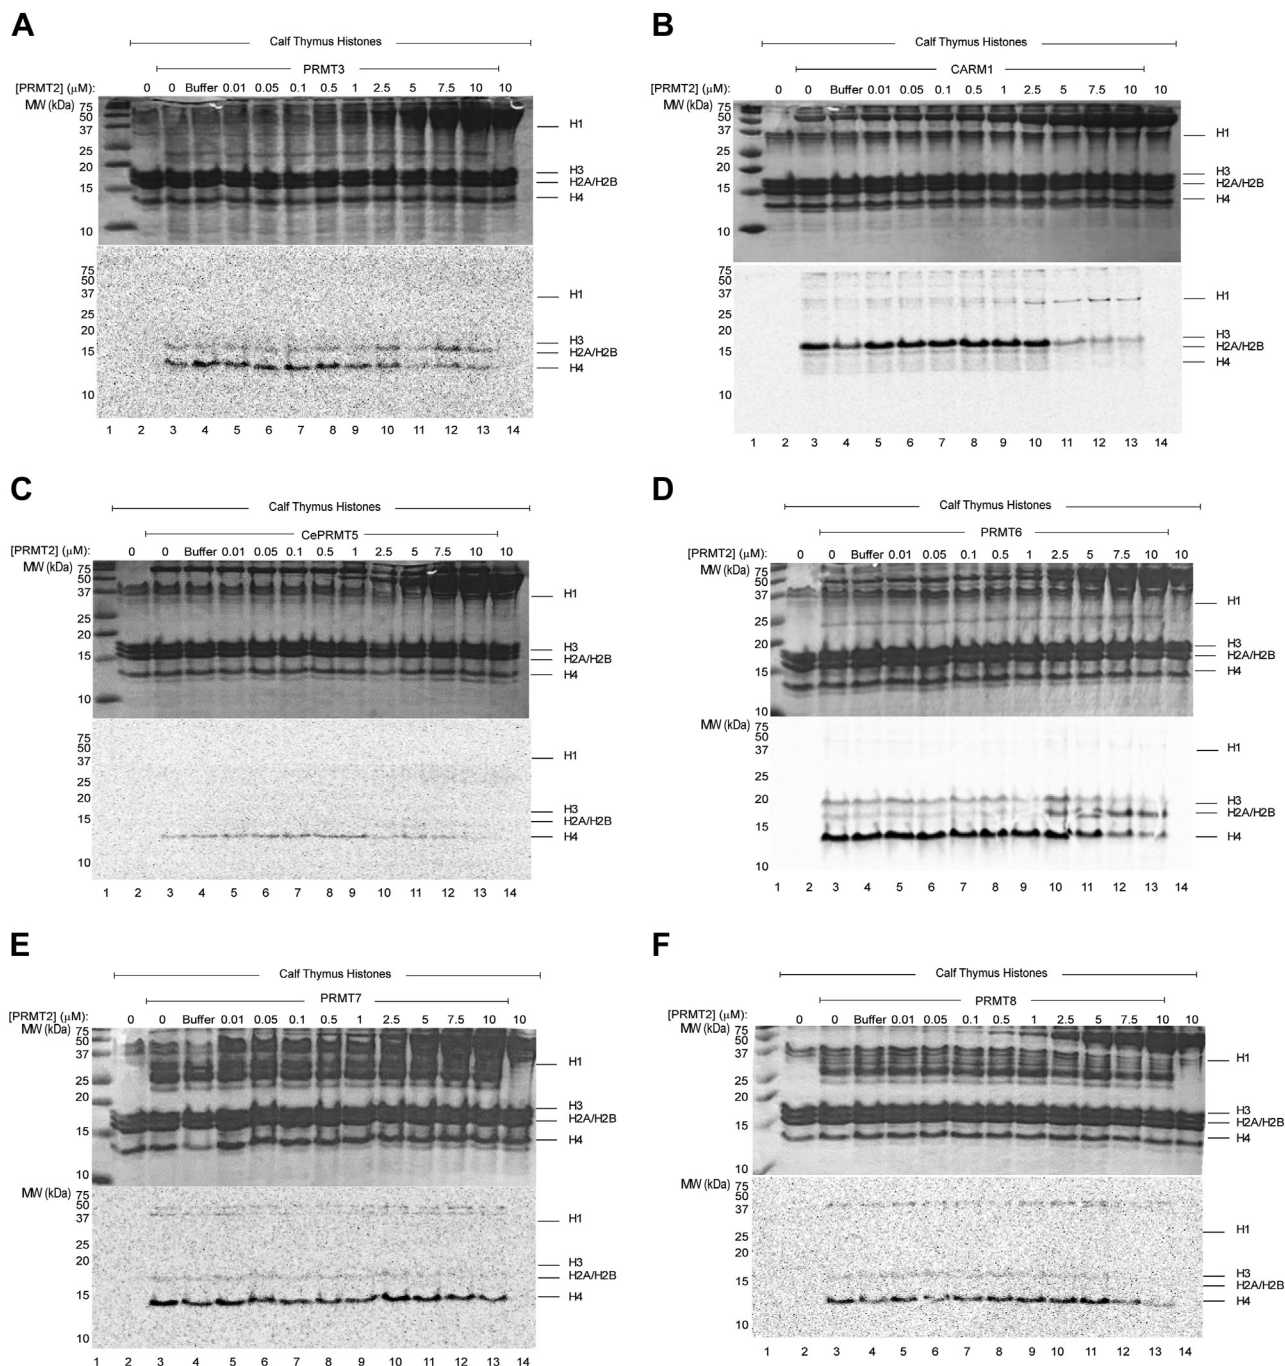 A
Calf Thymus Histones
PRMT3
[PRMT2] (μM): 0 0 Buffer 0.01 0.05 0.1 0.5 1 2.5 5 7.5 10 10
MW (kDa)
75
50
37
25
20
15
10
H1
H3
H2A/H2B
H4
75
50
37
25
20
15
10
H1
H3
H2A/H2B
H4
1 2 3 4 5 6 7 8 9 10 11 12 13 14
B
Calf Thymus Histones
CARM1
[PRMT2] (μM): 0 0 Buffer 0.01 0.05 0.1 0.5 1 2.5 5 7.5 10 10
MW (kDa)
75
50
37
25
20
15
10
H1
H3
H2A/H2B
H4
75
50
37
25
20
15
10
H1
H3
H2A/H2B
H4
1 2 3 4 5 6 7 8 9 10 11 12 13 14
C
Calf Thymus Histones
CePRMT5
[PRMT2] (μM): 0 0 Buffer 0.01 0.05 0.1 0.5 1 2.5 5 7.5 10 10
MW (kDa)
75
50
37
25
20
15
10
H1
H3
H2A/H2B
H4
75
50
37
25
20
15
10
H1
H3
H2A/H2B
H4
1 2 3 4 5 6 7 8 9 10 11 12 13 14
D
Calf Thymus Histones
PRMT6
[PRMT2] (μM): 0 0 Buffer 0.01 0.05 0.1 0.5 1 2.5 5 7.5 10 10
MW (kDa)
75
50
37
25
20
15
10
H1
H3
H2A/H2B
H4
MW (kDa)
75
50
37
25
20
15
10
H1
H3
H2A/H2B
H4
1 2 3 4 5 6 7 8 9 10 11 12 13 14
E
Calf Thymus Histones
PRMT7
[PRMT2] (μM): 0 0 Buffer 0.01 0.05 0.1 0.5 1 2.5 5 7.5 10 10
MW (kDa)
75
50
37
25
20
15
10
H1
H3
H2A/H2B
H4
MW (kDa)
75
50
37
25
20
15
10
H1
H3
H2A/H2B
H4
1 2 3 4 5 6 7 8 9 10 11 12 13 14
F
Calf Thymus Histones
PRMT8
[PRMT2] (μM): 0 0 Buffer 0.01 0.05 0.1 0.5 1 2.5 5 7.5 10 10
MW (kDa)
75
50
37
25
20
15
10
H1
H3
H2A/H2B
H4
MW (kDa)
75
50
37
25
20
15
10
H1
H3
H2A/H2B
H4
1 2 3 4 5 6 7 8 9 10 11 12 13 14